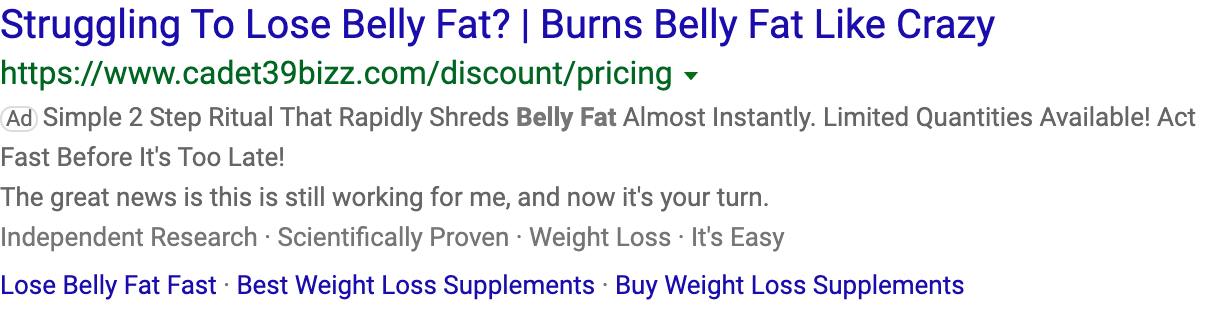 Struggling To Lose Belly Fat? | Burns Belly Fat Like Crazy
https://www.cadet39bizz.com/discount/pricing
Ad Simple 2 Step Ritual That Rapidly Shreds Belly Fat Almost Instantly. Limited Quantities Available! Act
Fast Before It's Too Late!
The great news is this is still working for me, and now it's your turn.
Independent Research · Scientifically Proven · Weight Loss · It's Easy
Lose Belly Fat Fast · Best Weight Loss Supplements · Buy Weight Loss Supplements